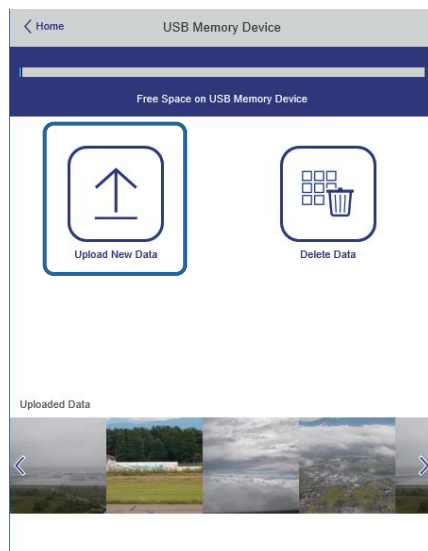 Home
USB Memory Device
Free Space on USB Memory Device
Upload New Data
Delete Data
Uploaded Data